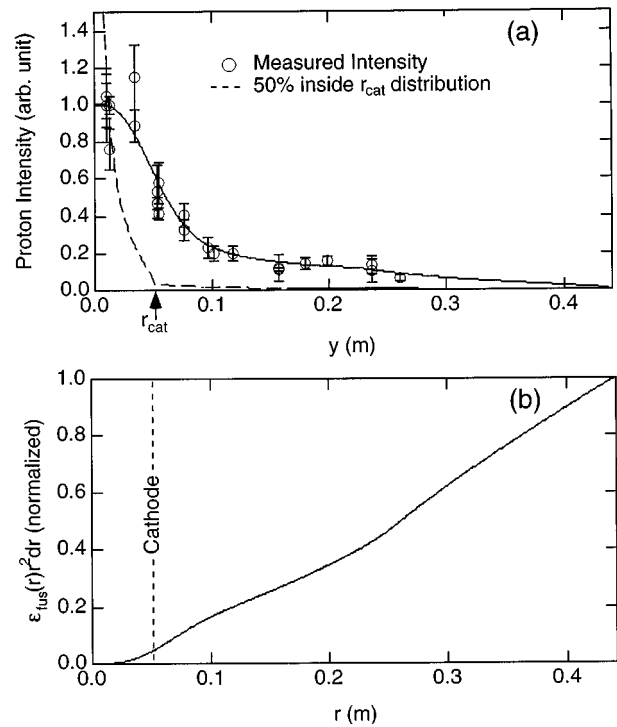 (a)
Measured Intensity
50% inside r_cat distribution
Proton Intensity (arb. unit)
1.4
1.2
1.0
0.8
0.6
0.4
0.2
0.0
0.0
0.1
0.2
0.3
0.4
r_cat
y (m)
(b)
Cathode
ε_fus(r)r²dr (normalized)
1.0
0.8
0.6
0.4
0.2
0.0
0.0
0.1
0.2
0.3
0.4
r (m)